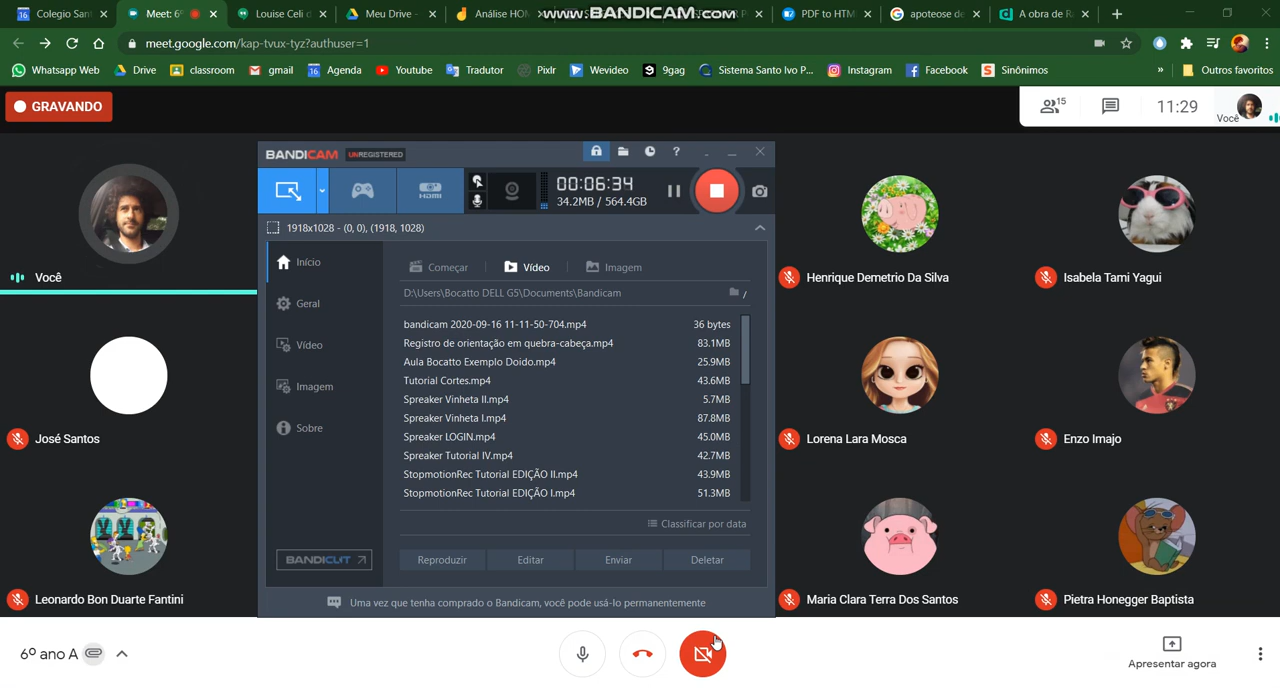 Colegio Sant
Meet: 6º
Louise Celi d
Meu Drive -
Análise HON
www.BANDICAM.com
PDF to HTM
apoteose de
A obra de R
meet.google.com/kap-tvux-tyz?authuser=1
Whatsapp Web
Drive
classroom
gmail
Agenda
Youtube
Tradutor
Pixlr
Wevideo
9gag
Sistema Santo Ivo P...
Instagram
Facebook
Sinônimos
»
Outros favoritos
GRAVANDO
15
11:29
Você
BANDICAM UNREGISTERED
HDMI
00:06:34
34.2MB / 564.4GB
1918x1028 - (0, 0), (1918, 1028)
Início
Geral
Vídeo
Imagem
Sobre
BANDICUT
Começar
Vídeo
Imagem
D:\Users\Bocatto DELL G5\Documents\Bandicam
bandicam 2020-09-16 11-11-50-704.mp4 36 bytes
Registro de orientação em quebra-cabeça.mp4 83.1MB
Aula Bocatto Exemplo Doido.mp4 25.9MB
Tutorial Cortes.mp4 43.6MB
Spreaker Vinheta II.mp4 5.7MB
Spreaker Vinheta I.mp4 87.8MB
Spreaker LOGIN.mp4 45.0MB
Spreaker Tutorial IV.mp4 42.7MB
StopmotionRec Tutorial EDIÇÃO II.mp4 43.9MB
StopmotionRec Tutorial EDIÇÃO I.mp4 51.3MB
Classificar por data
Reproduzir
Editar
Enviar
Deletar
Uma vez que tenha comprado o Bandicam, você pode usá-lo permanentemente
Você
Henrique Demetrio Da Silva
Isabela Tami Yagui
José Santos
Lorena Lara Mosca
Enzo Imajo
Leonardo Bon Duarte Fantini
Maria Clara Terra Dos Santos
Pietra Honegger Baptista
6º ano A
Apresentar agora